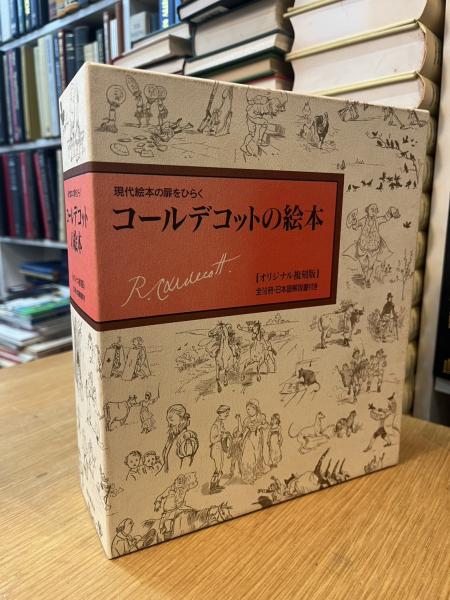 現代絵本の扉をひらく
コールデコットの絵本
R. Caldecott.
【オリジナル復刻版】
全16冊・日本語解説書付き
コールデコット
の絵本